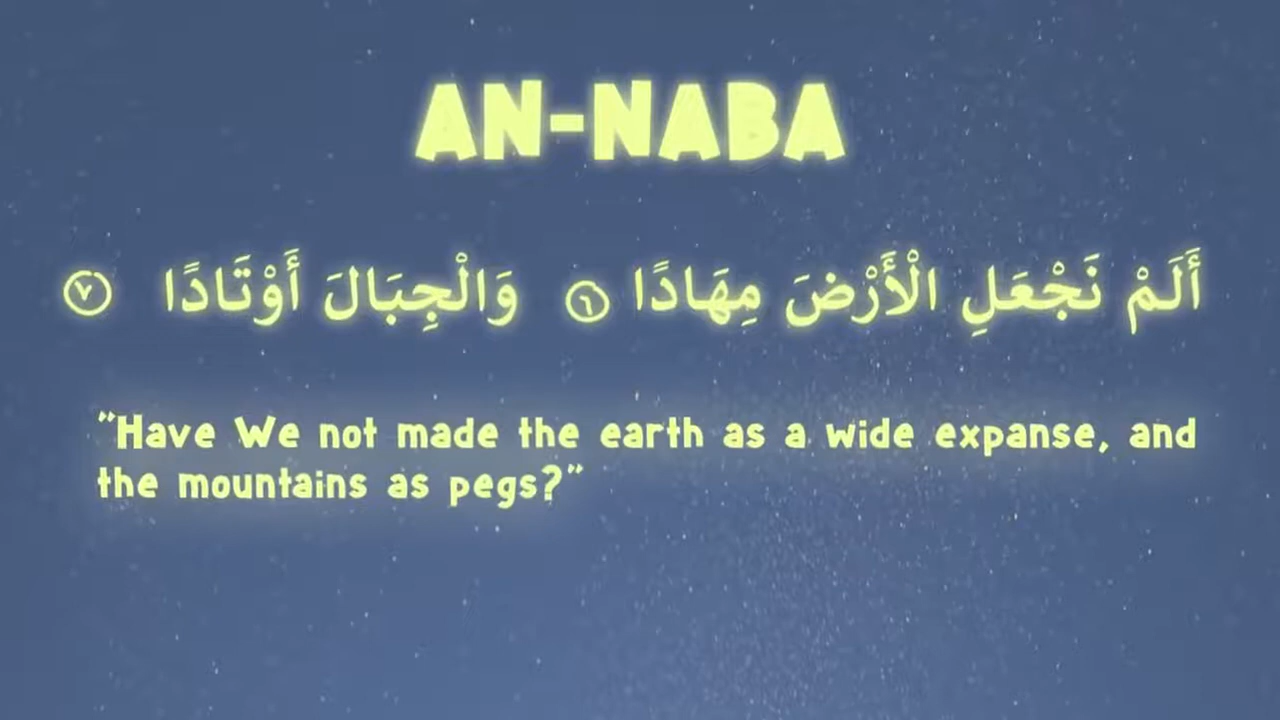 AN-NABA
أَلَمْ نَجْعَلِ الْأَرْضَ مِهَادًا ٦ وَالْجِبَالَ أَوْتَادًا ٧
"Have We not made the earth as a wide expanse, and
the mountains as pegs?"